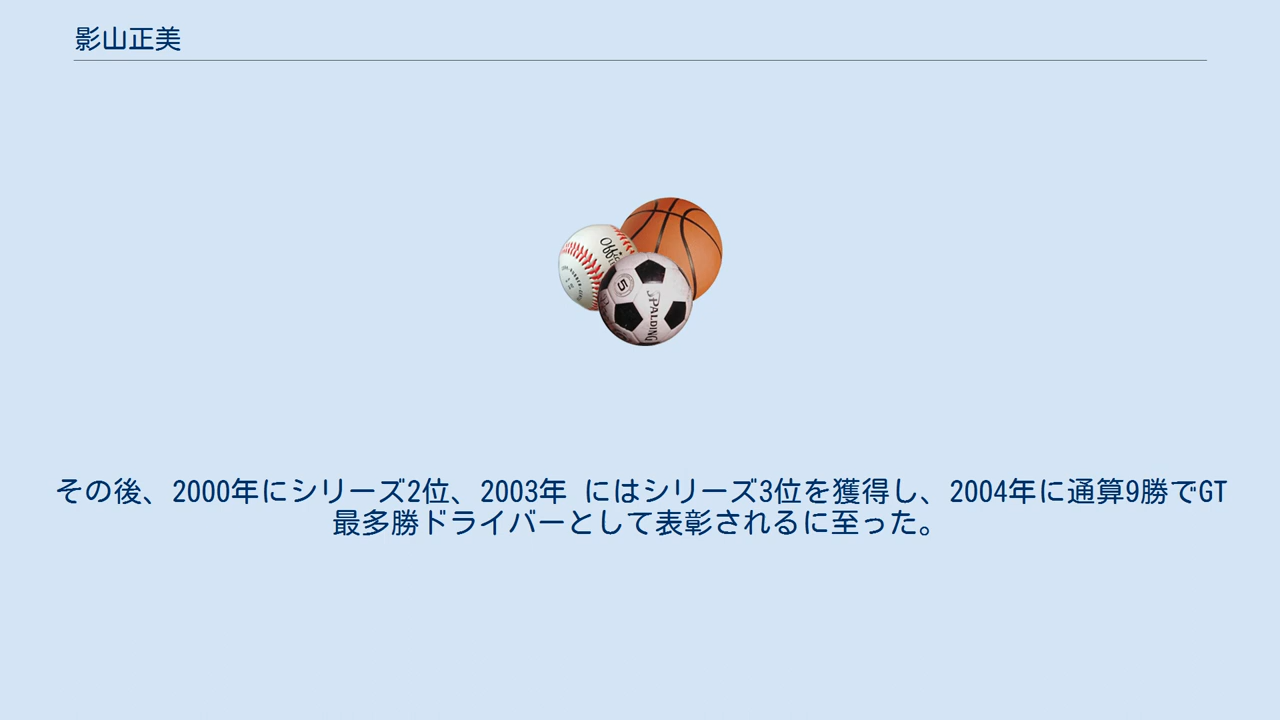 影山正美
Offi
5
SPALDING
その後、2000年にシリーズ2位、2003年 にはシリーズ3位を獲得し、2004年に通算9勝でGT
最多勝ドライバーとして表彰されるに至った。